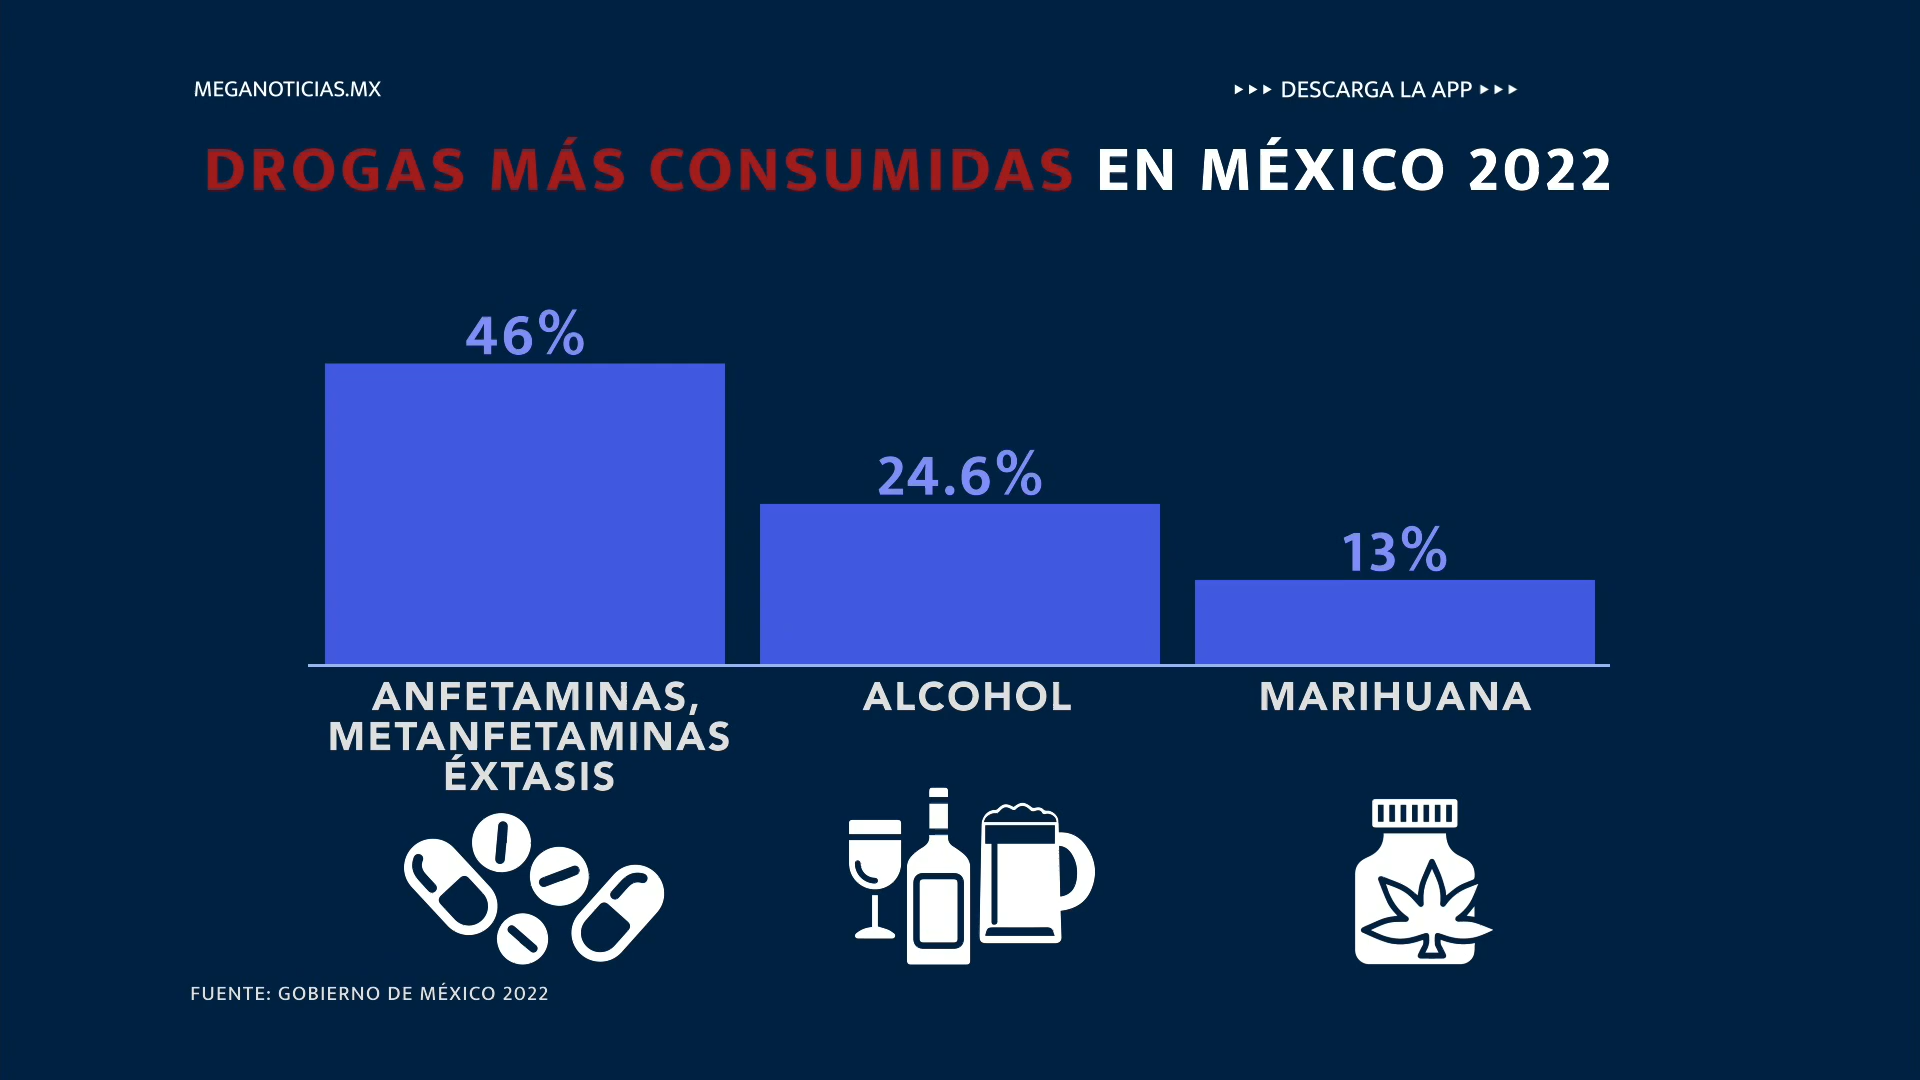 MEGANOTICIAS.MX
DESCARGA LA APP
DROGAS MÁS CONSUMIDAS EN MÉXICO 2022
46%
24.6%
13%
ANFETAMINAS,
METANFETAMINAS
ÉXTASIS
ALCOHOL
MARIHUANA
FUENTE: GOBIERNO DE MÉXICO 2022